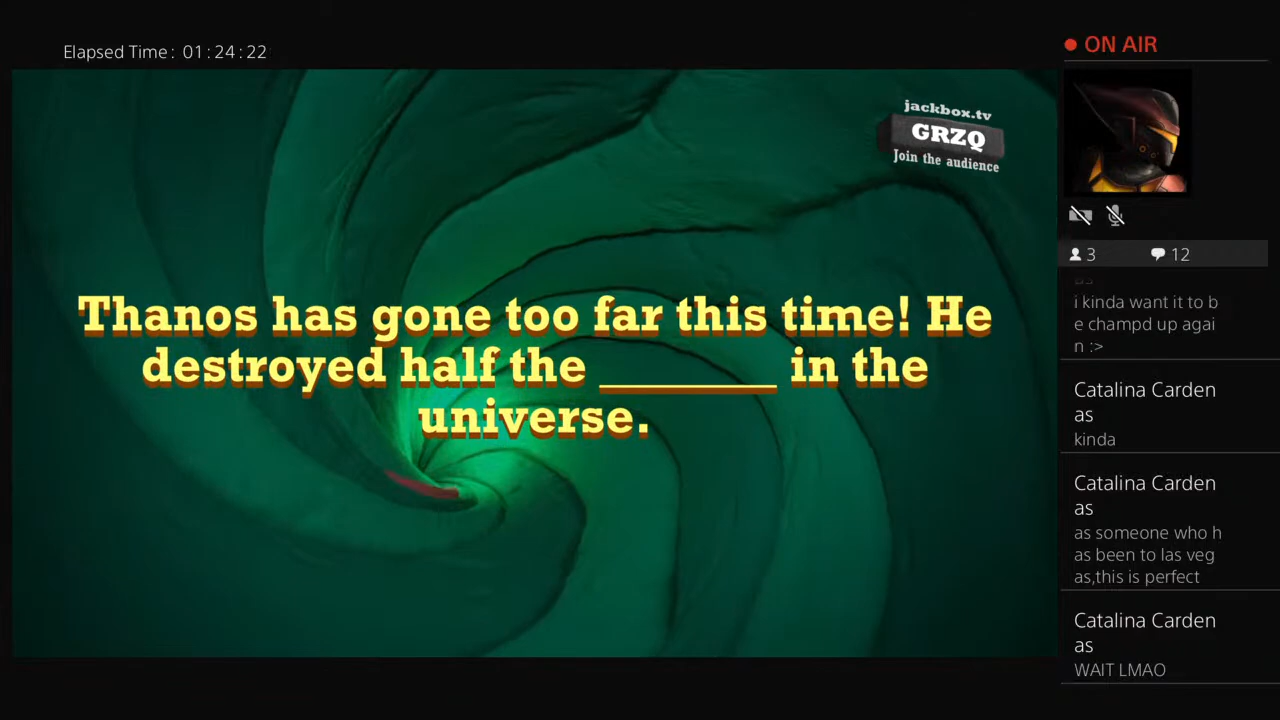 Elapsed Time: 01:24:22
ON AIR
jackbox.tv
GRZQ
Join the audience
Thanos has gone too far this time! He
destroyed half the ________ in the
universe.
3
12
i kinda want it to b
e champd up agai
n :>
Catalina Carden
as
kinda
Catalina Carden
as
as someone who h
as been to las veg
as,this is perfect
Catalina Carden
as
WAIT LMAO